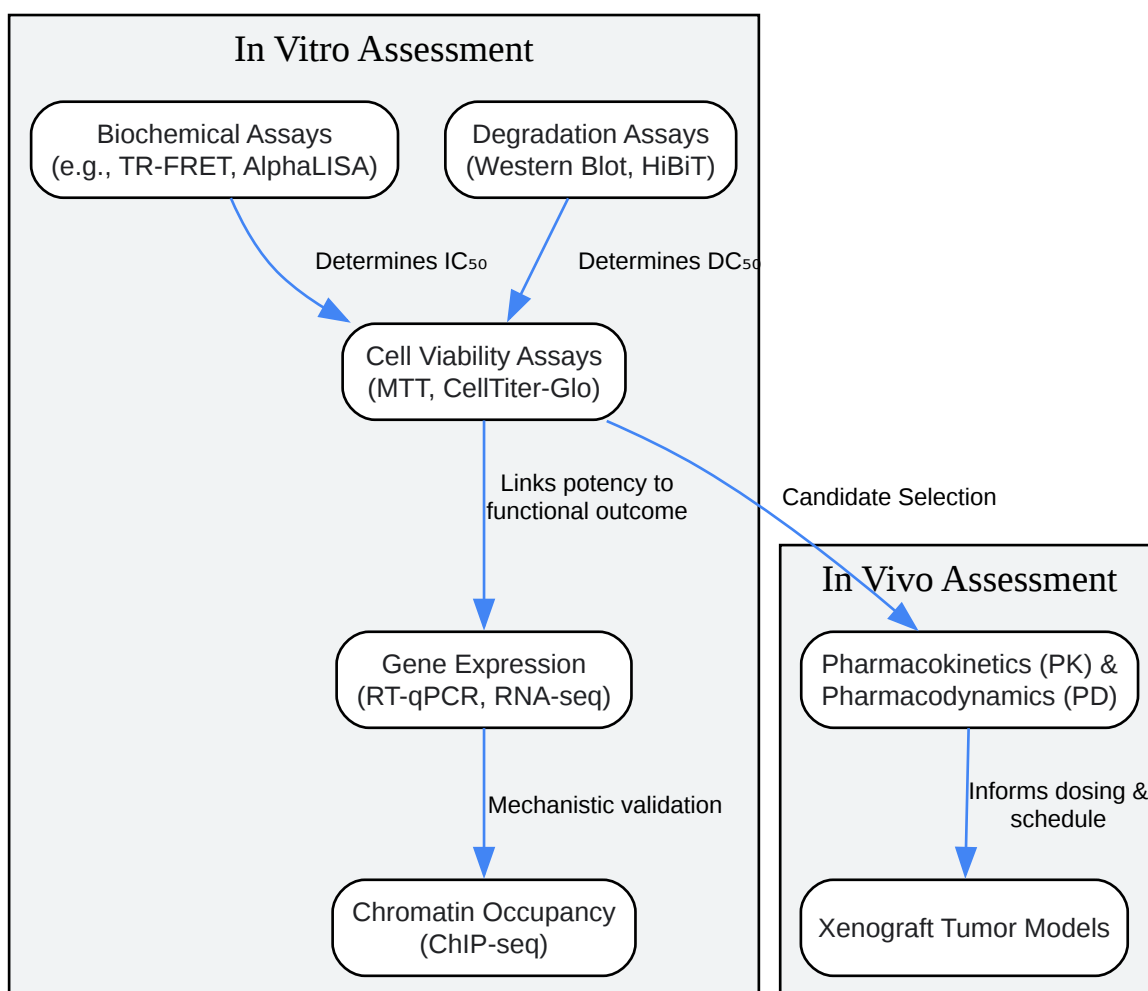 In Vitro Assessment
Biochemical Assays
(e.g., TR-FRET, AlphaLISA)
Degradation Assays
(Western Blot, HiBiT)
Determines IC₅₀
Determines DC₅₀
Cell Viability Assays
(MTT, CellTiter-Glo)
Links potency to
functional outcome
Candidate Selection
In Vivo Assessment
Gene Expression
(RT-qPCR, RNA-seq)
Pharmacokinetics (PK) &
Pharmacodynamics (PD)
Mechanistic validation
Informs dosing &
schedule
Chromatin Occupancy
(ChIP-seq)
Xenograft Tumor Models